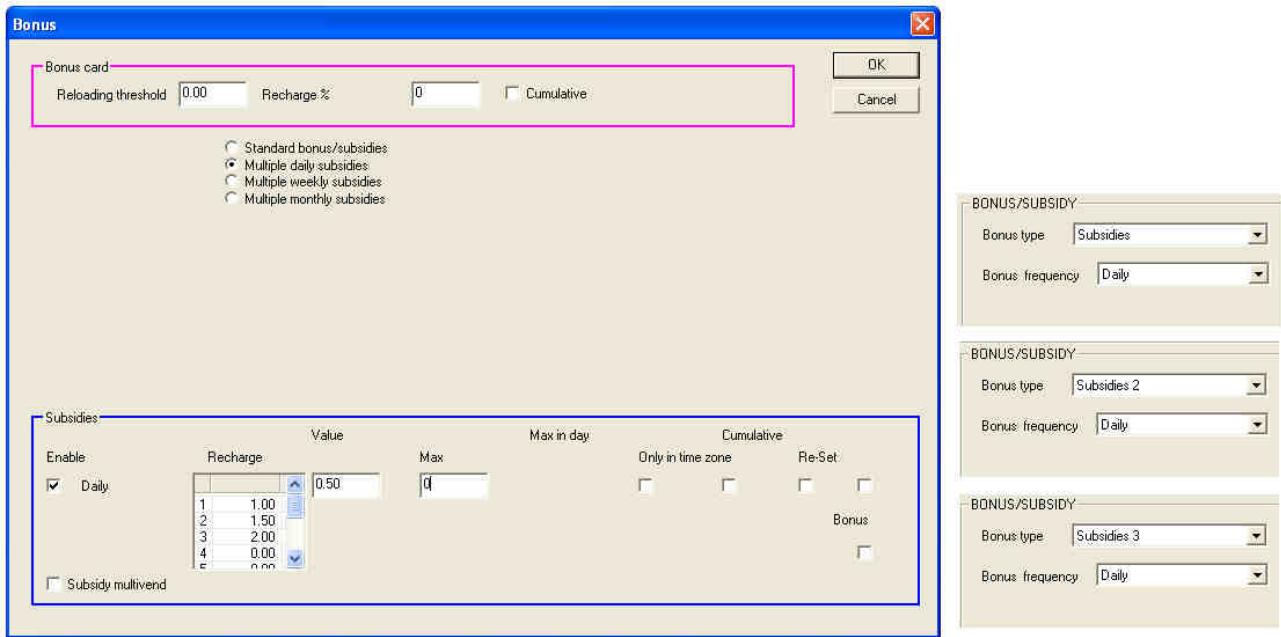 Bonus
Bonus card
Reloading threshold 0.00 Recharge % 0 Cumulative
OK
Cancel
Standard bonus/subsidies
Multiple daily subsidies
Multiple weekly subsidies
Multiple monthly subsidies
Subsidies
Value Max in day Cumulative
Enable Recharge Max Only in time zone Re-Set
Daily 0.50 0
1 1.00
2 1.50
3 2.00
4 0.00
Bonus
Subsidy multivend
BONUS/SUBSIDY
Bonus type Subsidies
Bonus frequency Daily
BONUS/SUBSIDY
Bonus type Subsidies 2
Bonus frequency Daily
BONUS/SUBSIDY
Bonus type Subsidies 3
Bonus frequency Daily